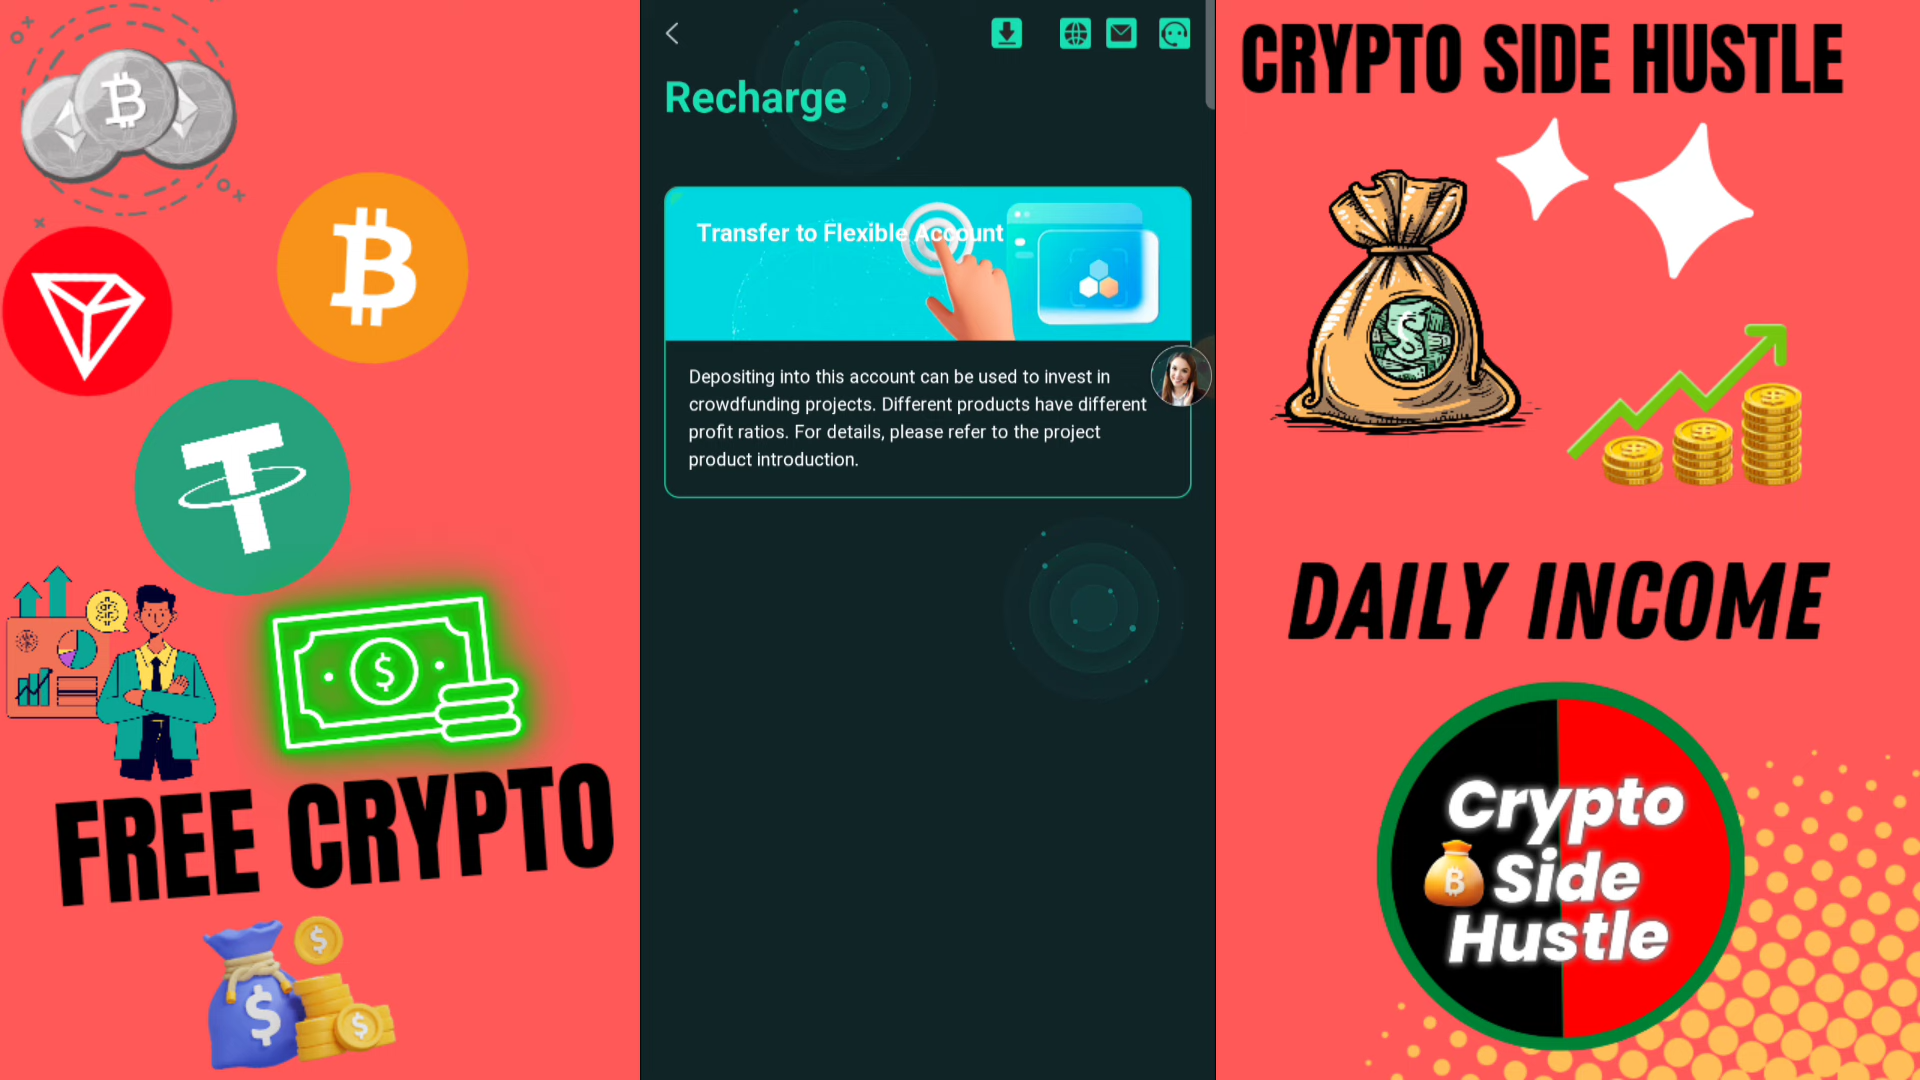 FREE CRYPTO
Recharge
Transfer to Flexible Account
Depositing into this account can be used to invest in
crowdfunding projects. Different products have different
profit ratios. For details, please refer to the project
product introduction.
CRYPTO SIDE HUSTLE
DAILY INCOME
Crypto
Side
Hustle